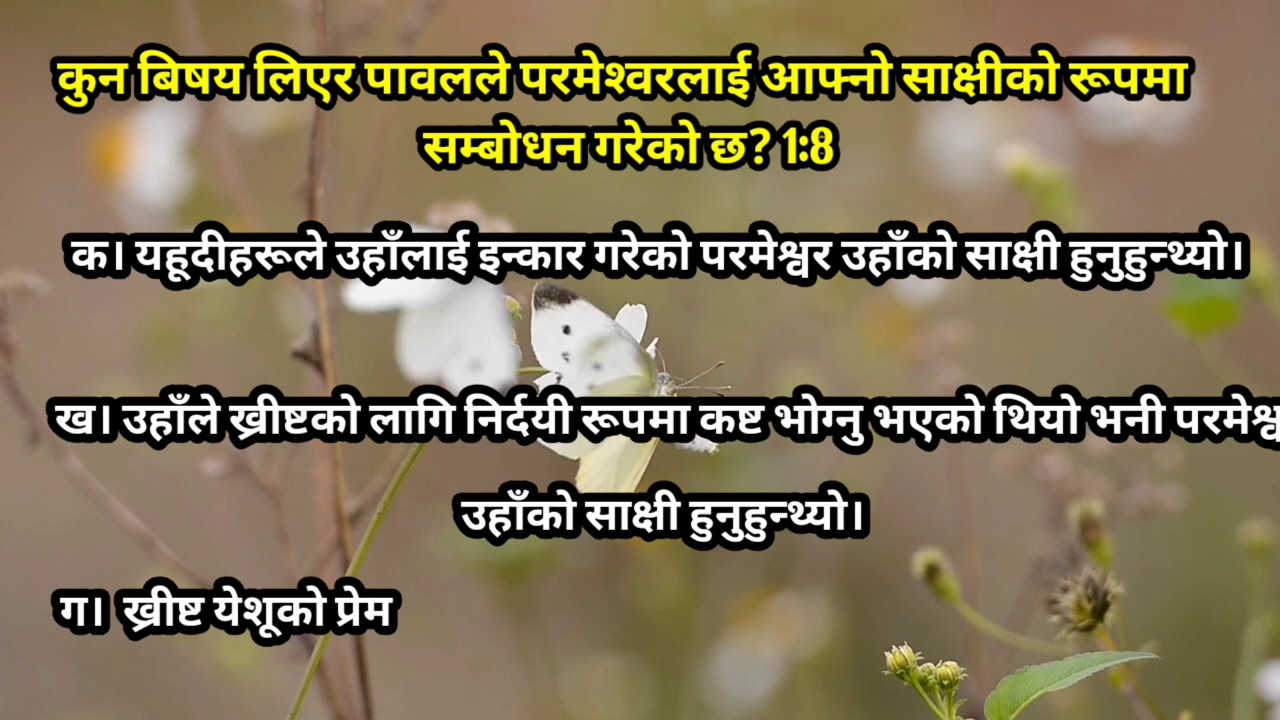 कुन बिषय लिएर पावलले परमेश्वरलाई आफ्नो साक्षीको रूपमा
सम्बोधन गरेको छ? 1:8
क। यहूदीहरूले उहाँलाई इन्कार गरेको परमेश्वर उहाँको साक्षी हुनुहुन्थ्यो।
ख। उहाँले ख्रीष्टको लागि निर्दयी रूपमा कष्ट भोग्नु भएको थियो भनी
उहाँको साक्षी हुनुहुन्थ्यो।
ग। ख्रीष्ट येशूको प्रेम